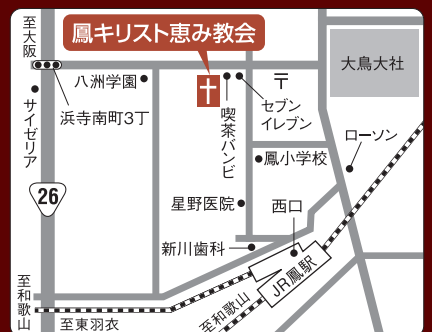 至大阪
鳳キリスト恵み教会
大鳥大社
八洲学園
〒
セブン
イレブン
浜寺南町3丁
サイゼリア
喫茶バンビ
ローソン
鳳小学校
26
星野医院
西口
新川歯科
JR鳳駅
至和歌山
至東羽衣
至和歌山